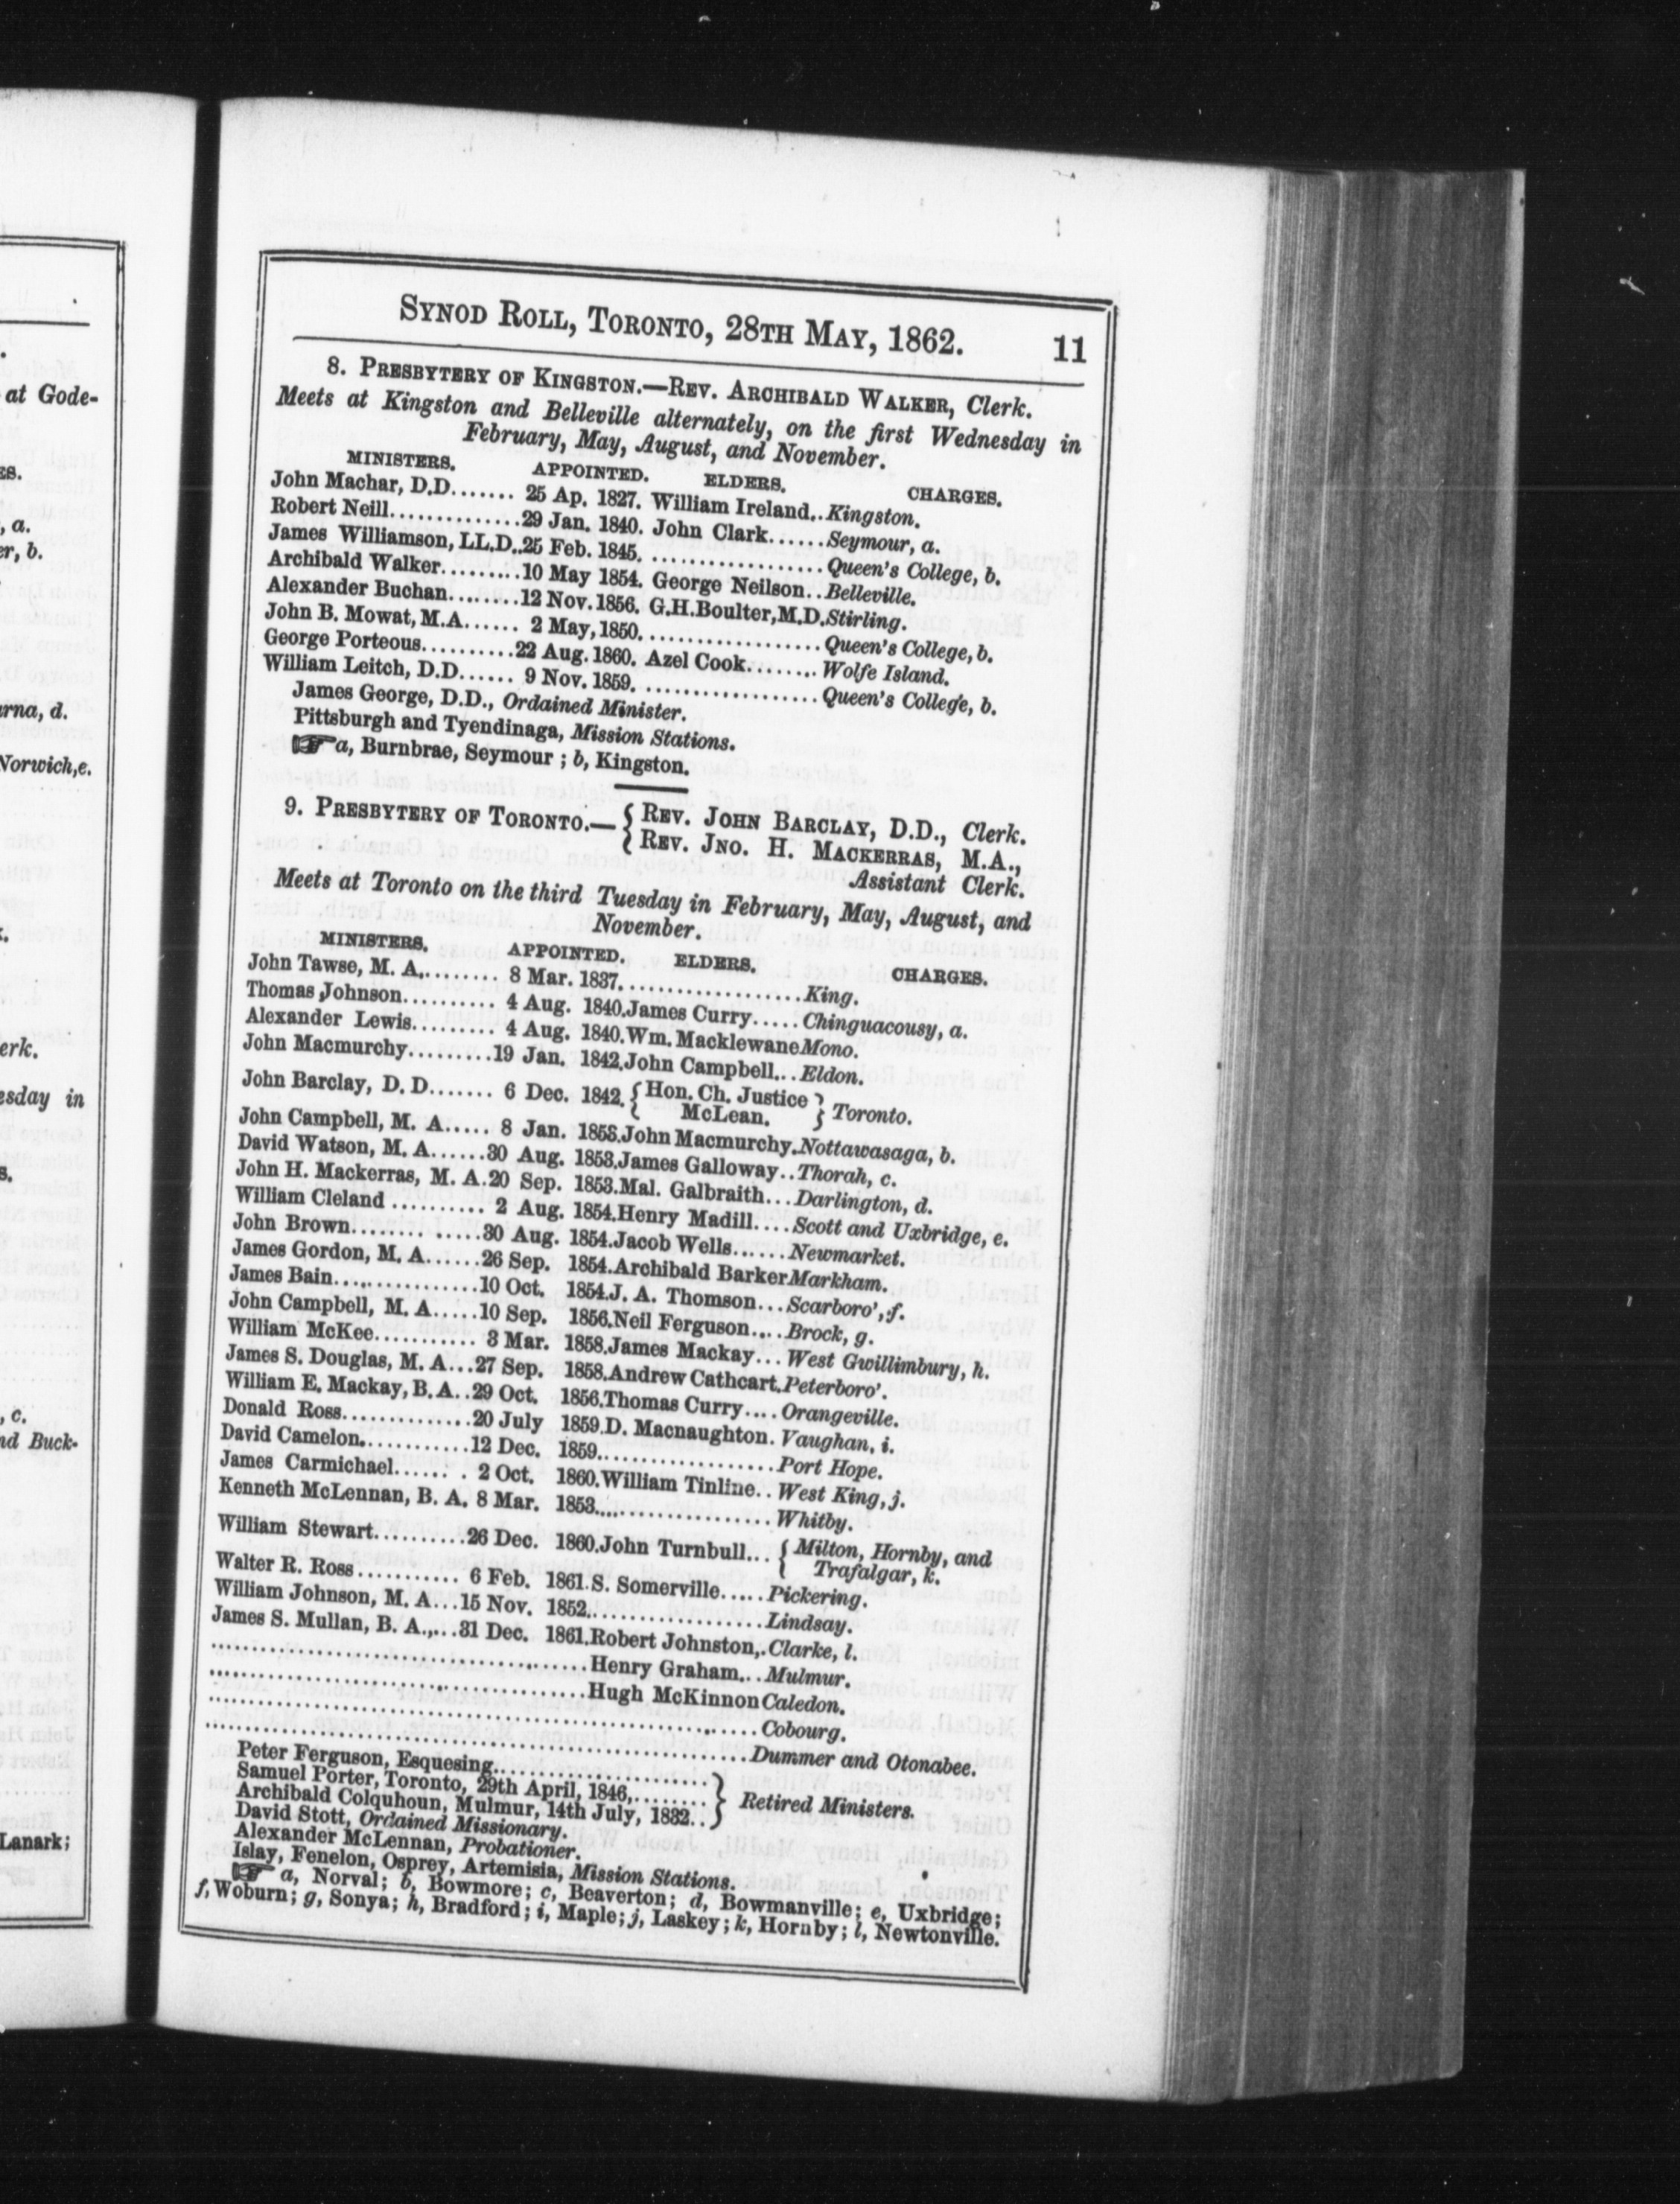 SYNOD ROLL, TORONTO, 28TH MAY, 1862. 11
8. PRESBYTERY OF KINGSTON.—REV. ARCHIBALD WALKER, Clerk.
Meets at Kingston and Belleville alternately, on the first Wednesday in
February, May, August, and November.
MINISTERS. APPOINTED. ELDERS. CHARGES.
John Machar, D.D....... 25 Ap. 1827. William Ireland..Kingston.
Robert Neill.............29 Jan. 1840. John Clark......Seymour, a.
James Williamson, LL.D..25 Feb. 1845. ..................Queen's College, b.
Archibald Walker.........10 May 1854. George Neilson..Belleville.
Alexander Buchan........12 Nov. 1856. G.H.Boulter,M.D.Stirling.
John B. Mowat, M.A...... 2 May, 1850. ..................Queen's College, b.
George Porteous..........22 Aug. 1860. Azel Cook........Wolfe Island.
William Leitch, D.D...... 9 Nov. 1859. ..................Queen's College, b.
James George, D.D., Ordained Minister.
Pittsburgh and Tyendinaga, Mission Stations.
☞ a, Burnbrae, Seymour ; b, Kingston.
9. PRESBYTERY OF TORONTO.— { REV. JOHN BARCLAY, D.D., Clerk.
{ REV. JNO. H. MACKERRAS, M.A.,
Assistant Clerk.
Meets at Toronto on the third Tuesday in February, May, August, and
November.
MINISTERS. APPOINTED. ELDERS. CHARGES.
John Tawse, M. A......... 8 Mar. 1837...................King.
Thomas Johnson.......... 4 Aug. 1840.James Curry.....Chinguacousy, a.
Alexander Lewis......... 4 Aug. 1840.Wm. MacklewaneMono.
John Macmurchy.........19 Jan. 1842.John Campbell...Eldon.
John Barclay, D. D....... 6 Dec. 1842. { Hon. Ch. Justice McLean. } Toronto.
John Campbell, M. A..... 8 Jan. 1853.John Macmurchy.Nottawasaga, b.
David Watson, M. A......30 Aug. 1853.James Galloway..Thorah, c.
John H. Mackerras, M. A.20 Sep. 1853.Mal. Galbraith...Darlington, d.
William Cleland .......... 2 Aug. 1854.Henry Madill....Scott and Uxbridge, e.
John Brown.............30 Aug. 1854.Jacob Wells......Newmarket.
James Gordon, M. A......26 Sep. 1854.Archibald BarkerMarkham.
James Bain...............10 Oct. 1854.J. A. Thomson...Scarboro', f.
John Campbell, M. A.....10 Sep. 1856.Neil Ferguson....Brock, g.
William McKee........... 3 Mar. 1858.James Mackay...West Gwillimbury, h.
James S. Douglas, M. A...27 Sep. 1858.Andrew Cathcart.Peterboro'.
William E. Mackay, B. A..29 Oct. 1856.Thomas Curry....Orangeville.
Donald Ross.............20 July 1859.D. Macnaughton.Vaughan, i.
David Camelon...........12 Dec. 1859..................Port Hope.
James Carmichael...... . 2 Oct. 1860.William Tinline..West King, j.
Kenneth McLennan, B. A. 8 Mar. 1853..................Whitby.
William Stewart..........26 Dec. 1860.John Turnbull... { Milton, Hornby, and
Trafalgar, k.
Walter R. Ross........... 6 Feb. 1861.S. Somerville.....Pickering.
William Johnson, M. A...15 Nov. 1852..................Lindsay.
James S. Mullan, B. A.,...31 Dec. 1861.Robert Johnston,.Clarke, l.
......................................Henry Graham...Mulmur.
......................................Hugh McKinnonCaledon.
......................................................Cobourg.
......................................................Dummer and Otonabee.
Peter Ferguson, Esquesing.......................
Samuel Porter, Toronto, 29th April, 1846,......... } Retired Ministers.
Archibald Colquhoun, Mulmur, 14th July, 1832..
David Stott, Ordained Missionary.
Alexander McLennan, Probationer.
Islay, Fenelon, Osprey, Artemisia, Mission Stations.
☞ a, Norval; b, Bowmore; c, Beaverton; d, Bowmanville; e, Uxbridge;
f, Woburn; g, Sonya; h, Bradford; i, Maple; j, Laskey; k, Hornby; l, Newtonville.
at Gode-
, a.
, b.
, d.
Norwich, e.
in
, c.
Buck-
Lanark;